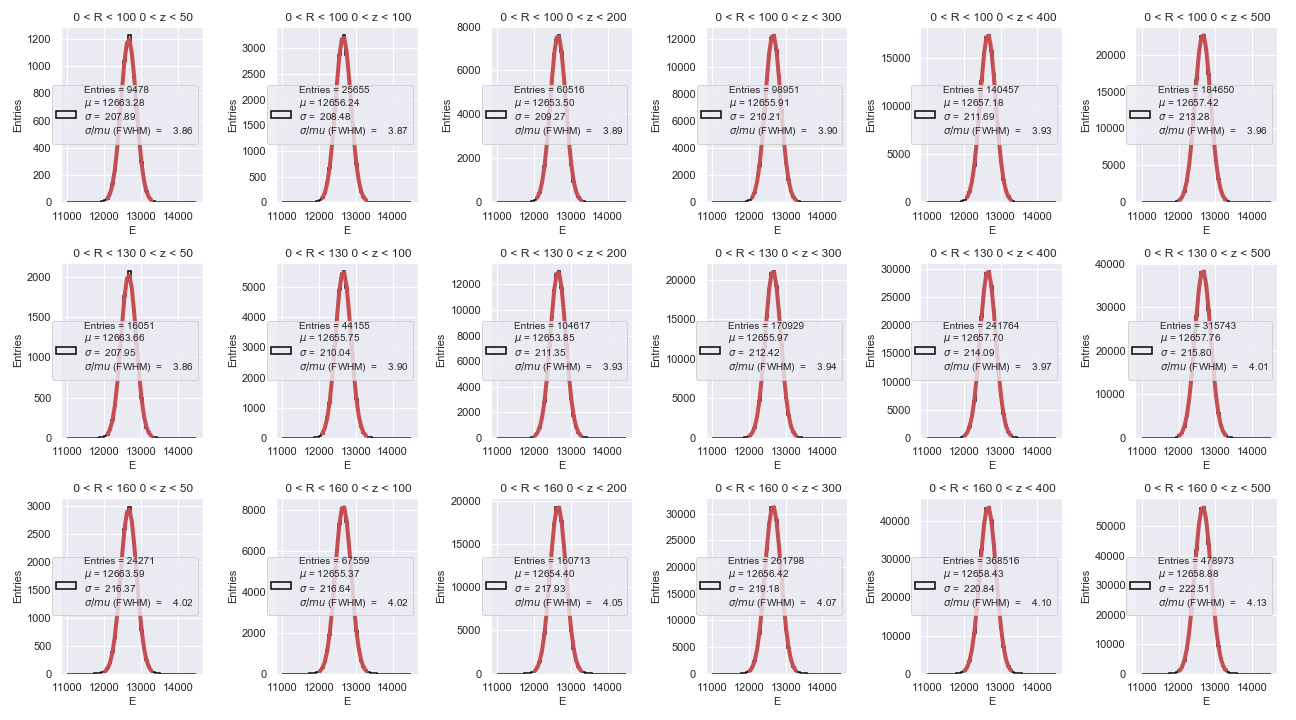 0 < R < 100 0 < z < 50
Entries
1200
1000
800
600
400
200
0
Entries = 9478
μ = 12663.28
σ = 207.89
σ/mu (FWHM) = 3.86
11000 12000 13000 14000
E
0 < R < 100 0 < z < 100
Entries
3000
2500
2000
1500
1000
500
0
Entries = 25655
μ = 12656.24
σ = 208.48
σ/mu (FWHM) = 3.87
11000 12000 13000 14000
E
0 < R < 100 0 < z < 200
Entries
8000
6000
4000
2000
0
Entries = 60516
μ = 12653.50
σ = 209.27
σ/mu (FWHM) = 3.89
11000 12000 13000 14000
E
0 < R < 100 0 < z < 300
Entries
12000
10000
8000
6000
4000
2000
0
Entries = 98951
μ = 12655.91
σ = 210.21
σ/mu (FWHM) = 3.90
11000 12000 13000 14000
E
0 < R < 100 0 < z < 400
Entries
15000
10000
5000
0
Entries = 140457
μ = 12657.18
σ = 211.69
σ/mu (FWHM) = 3.93
11000 12000 13000 14000
E
0 < R < 100 0 < z < 500
Entries
20000
15000
10000
5000
0
Entries = 184650
μ = 12657.42
σ = 213.28
σ/mu (FWHM) = 3.96
11000 12000 13000 14000
E
0 < R < 130 0 < z < 50
Entries
2000
1500
1000
500
0
Entries = 16051
μ = 12663.66
σ = 207.95
σ/mu (FWHM) = 3.86
11000 12000 13000 14000
E
0 < R < 130 0 < z < 100
Entries
5000
4000
3000
2000
1000
0
Entries = 44155
μ = 12655.75
σ = 210.04
σ/mu (FWHM) = 3.90
11000 12000 13000 14000
E
0 < R < 130 0 < z < 200
Entries
12000
10000
8000
6000
4000
2000
0
Entries = 104617
μ = 12653.85
σ = 211.35
σ/mu (FWHM) = 3.93
11000 12000 13000 14000
E
0 < R < 130 0 < z < 300
Entries
20000
15000
10000
5000
0
Entries = 170929
μ = 12655.97
σ = 212.42
σ/mu (FWHM) = 3.94
11000 12000 13000 14000
E
0 < R < 130 0 < z < 400
Entries
30000
25000
20000
15000
10000
5000
0
Entries = 241764
μ = 12657.70
σ = 214.09
σ/mu (FWHM) = 3.97
11000 12000 13000 14000
E
0 < R < 130 0 < z < 500
Entries
40000
30000
20000
10000
0
Entries = 315743
μ = 12657.76
σ = 215.80
σ/mu (FWHM) = 4.01
11000 12000 13000 14000
E
0 < R < 160 0 < z < 50
Entries
3000
2500
2000
1500
1000
500
0
Entries = 24271
μ = 12663.59
σ = 216.37
σ/mu (FWHM) = 4.02
11000 12000 13000 14000
E
0 < R < 160 0 < z < 100
Entries
8000
6000
4000
2000
0
Entries = 67559
μ = 12655.37
σ = 216.64
σ/mu (FWHM) = 4.02
11000 12000 13000 14000
E
0 < R < 160 0 < z < 200
Entries
20000
15000
10000
5000
0
Entries = 160713
μ = 12654.40
σ = 217.93
σ/mu (FWHM) = 4.05
11000 12000 13000 14000
E
0 < R < 160 0 < z < 300
Entries
30000
25000
20000
15000
10000
5000
0
Entries = 261798
μ = 12656.42
σ = 219.18
σ/mu (FWHM) = 4.07
11000 12000 13000 14000
E
0 < R < 160 0 < z < 400
Entries
40000
30000
20000
10000
0
Entries = 368516
μ = 12658.43
σ = 220.84
σ/mu (FWHM) = 4.10
11000 12000 13000 14000
E
0 < R < 160 0 < z < 500
Entries
50000
40000
30000
20000
10000
0
Entries = 478973
μ = 12658.88
σ = 222.51
σ/mu (FWHM) = 4.13
11000 12000 13000 14000
E